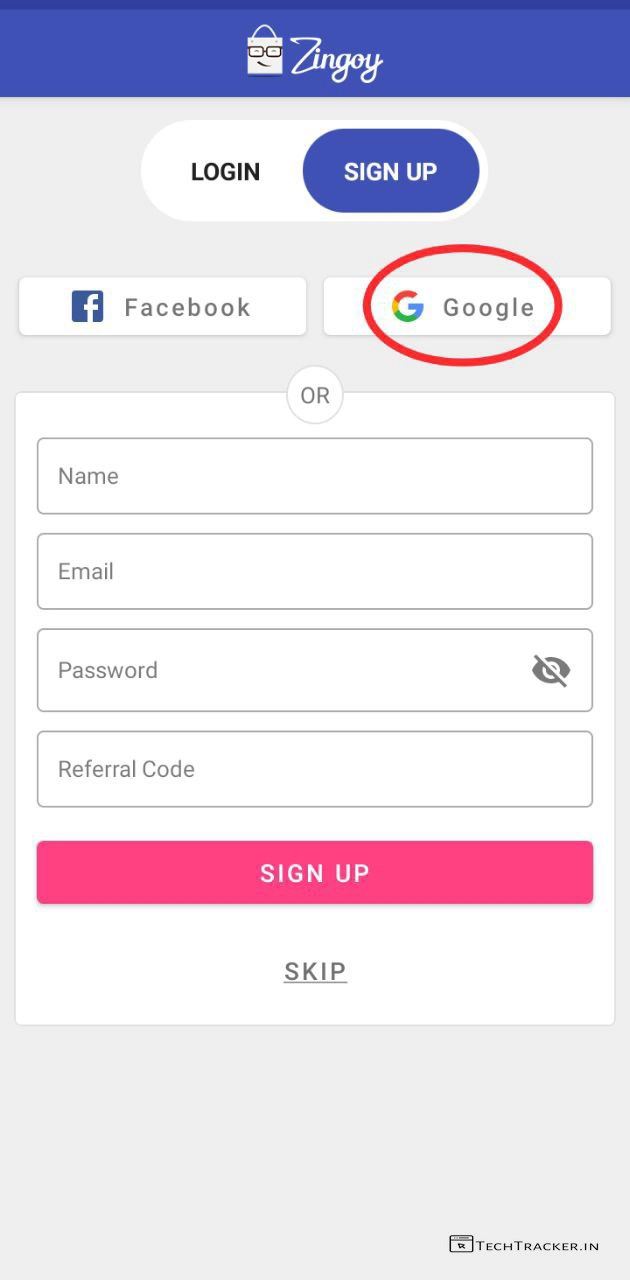 Zingoy
LOGIN SIGN UP
Facebook Google
OR
Name
Email
Password
Referral Code
SIGN UP
SKIP
TECHTRACKER.IN